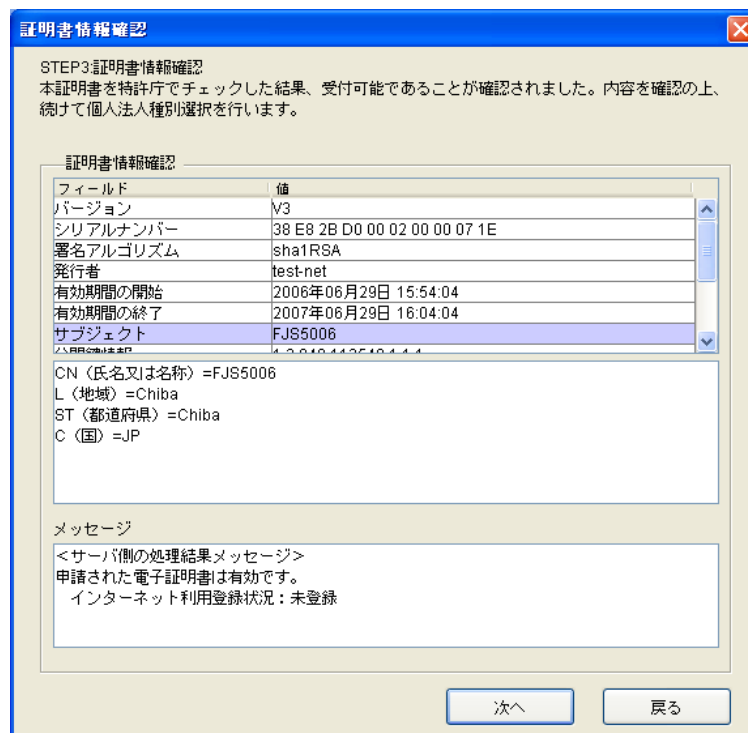 証明書情報確認
STEP3:証明書情報確認
本証明書を特許庁でチェックした結果、受付可能であることが確認されました。内容を確認の上、
続けて個人法人種別選択を行います。
証明書情報確認
フィールド 値
バージョン V3
シリアルナンバー 38 E8 2B D0 00 02 00 00 07 1E
署名アルゴリズム sha1RSA
発行者 test-net
有効期間の開始 2006年06月29日 15:54:04
有効期間の終了 2007年06月29日 16:04:04
サブジェクト FJS5006
CN（氏名又は名称）=FJS5006
L（地域）=Chiba
ST（都道府県）=Chiba
C（国）=JP
メッセージ
＜サーバ側の処理結果メッセージ＞
申請された電子証明書は有効です。
インターネット利用登録状況：未登録
次へ 戻る